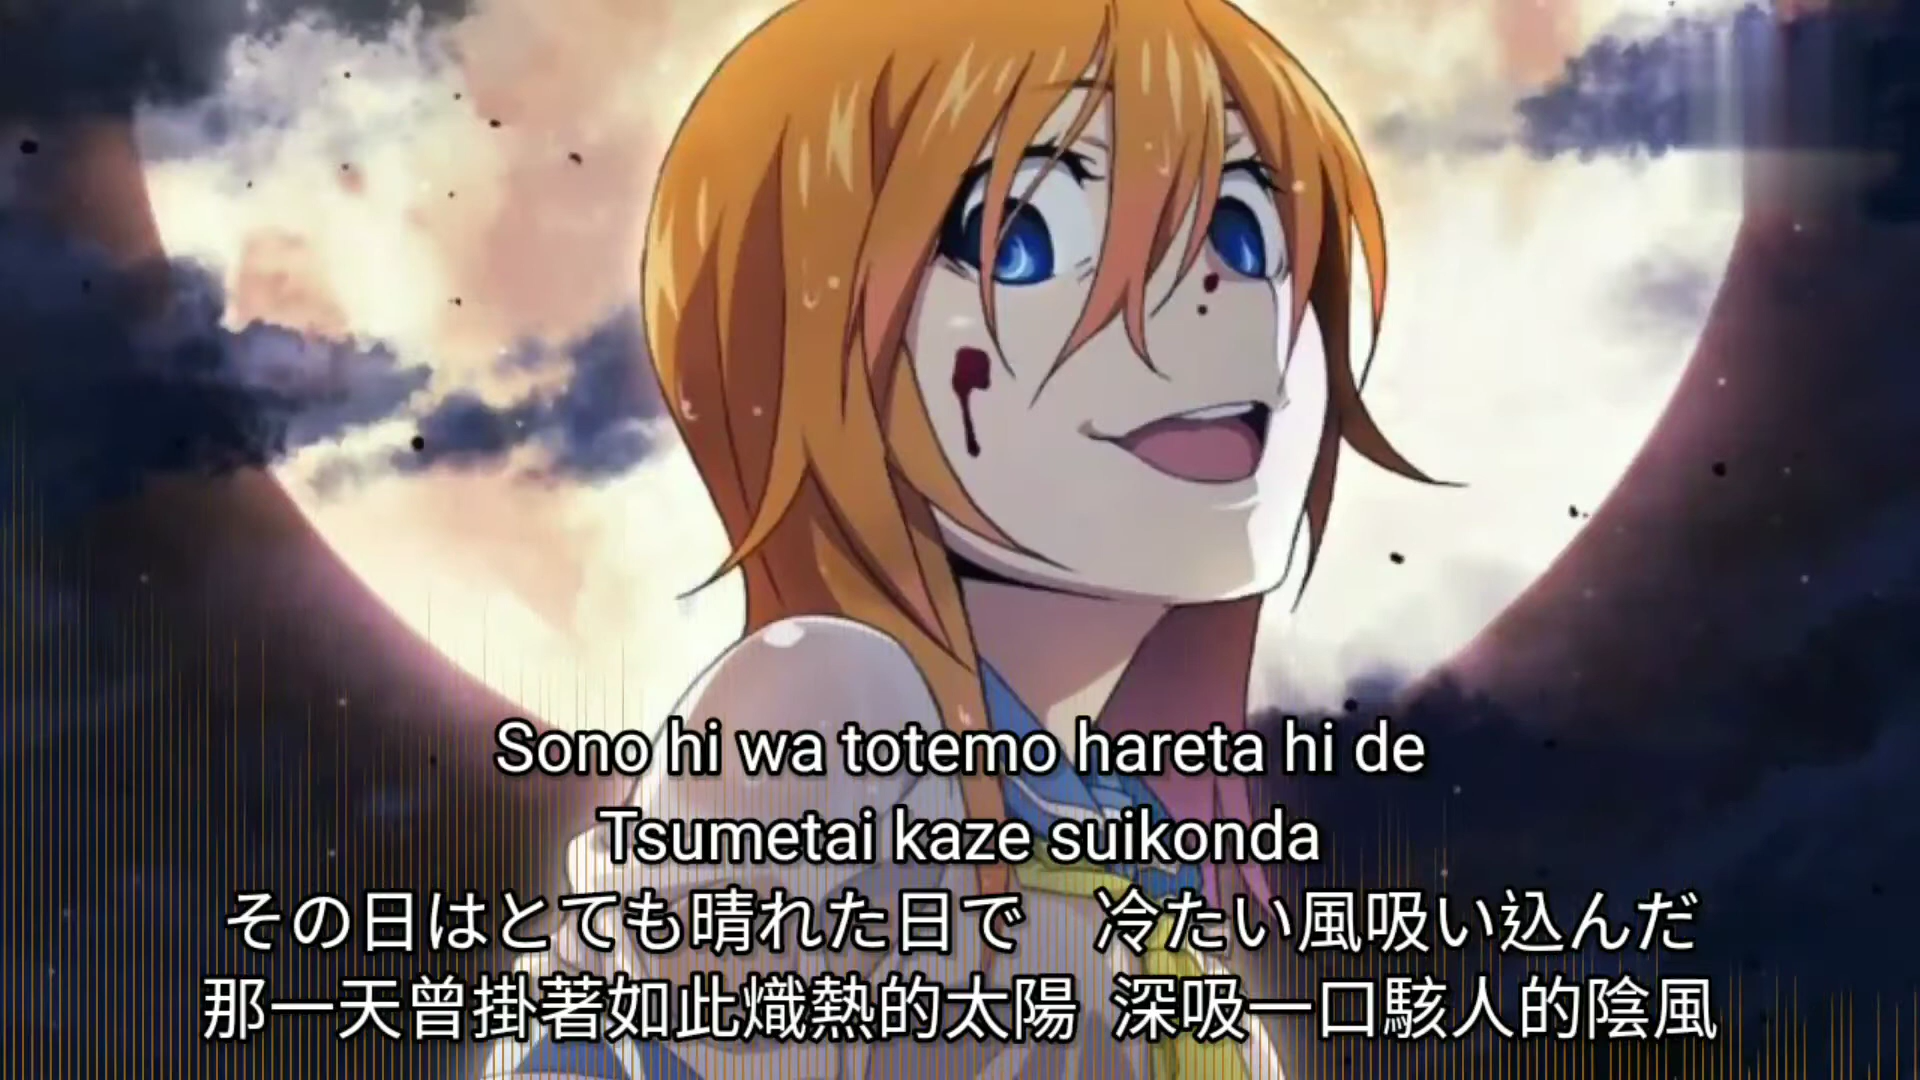 Sono hi wa totemo hareta hi de
Tsumetai kaze suikonda
その日はとても晴れた日で　冷たい風吸い込んだ
那一天曾掛著如此熾熱的太陽 深吸一口駭人的陰風